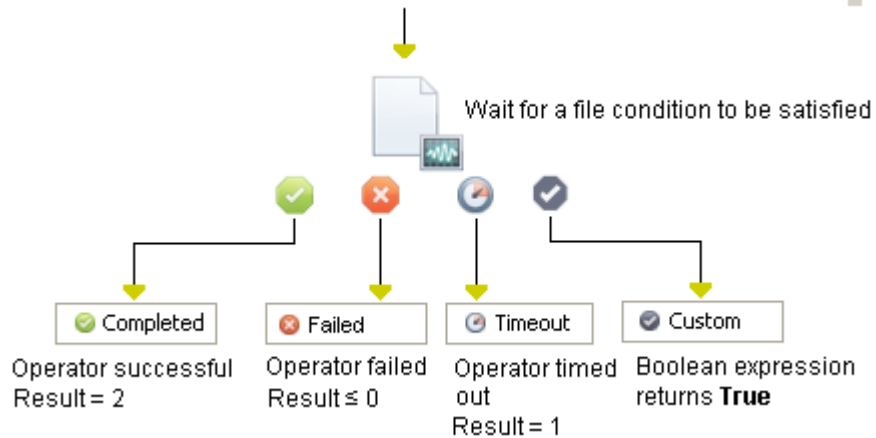 Wait for a file condition to be satisfied
Completed
Operator successful
Result = 2
Failed
Operator failed
Result ≤ 0
Timeout
Operator timed
out
Result = 1
Custom
Boolean expression
returns True